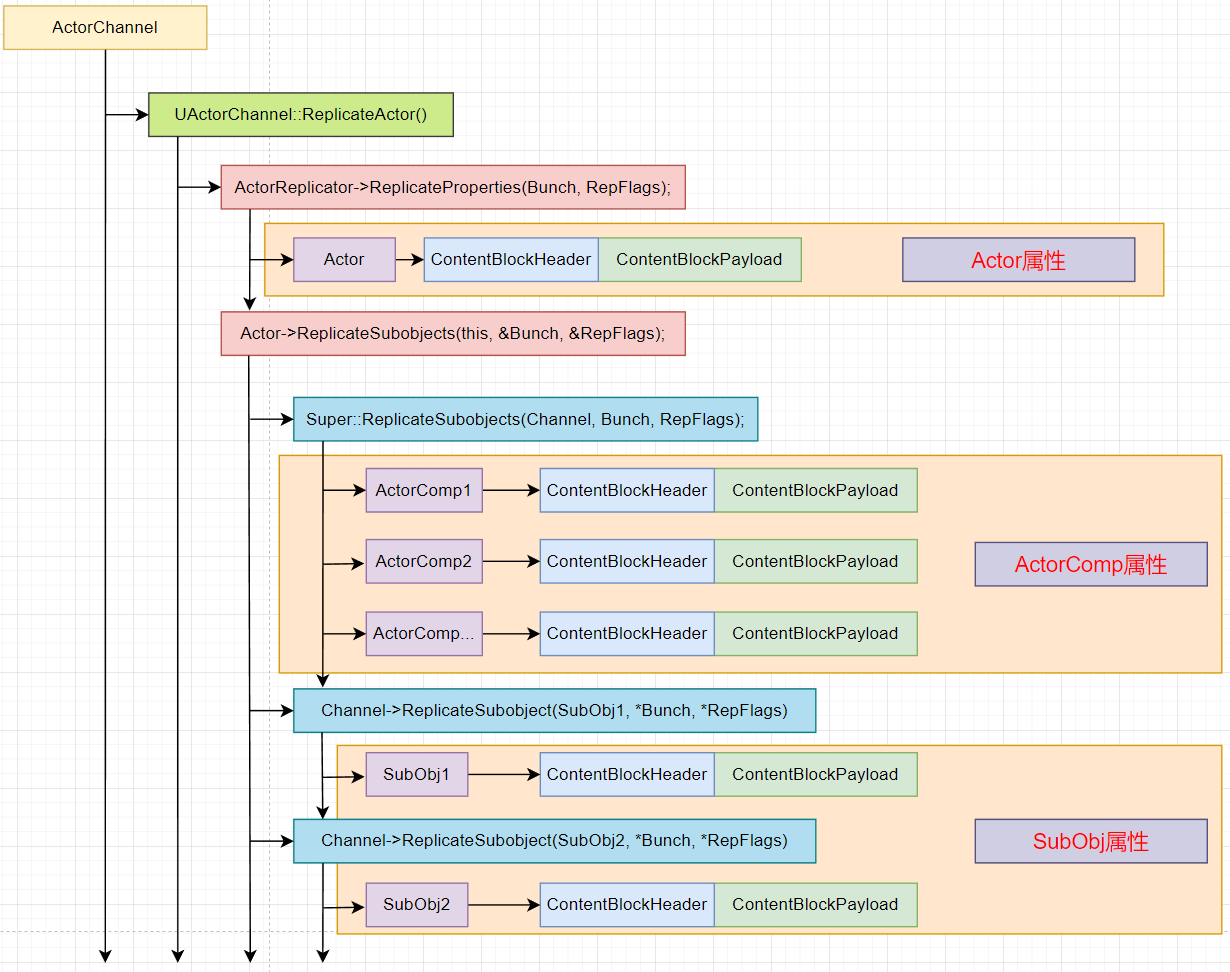 ActorChannel
UActorChannel::ReplicateActor()
ActorReplicator->ReplicateProperties(Bunch, RepFlags);
Actor ContentBlockHeader ContentBlockPayload Actor属性
Actor->ReplicateSubobjects(this, &Bunch, &RepFlags);
Super::ReplicateSubobjects(Channel, Bunch, RepFlags);
ActorComp1 ContentBlockHeader ContentBlockPayload
ActorComp2 ContentBlockHeader ContentBlockPayload
ActorComp属性
ActorComp... ContentBlockHeader ContentBlockPayload
Channel->ReplicateSubobject(SubObj1, *Bunch, *RepFlags)
SubObj1 ContentBlockHeader ContentBlockPayload
Channel->ReplicateSubobject(SubObj2, *Bunch, *RepFlags) SubObj属性
SubObj2 ContentBlockHeader ContentBlockPayload